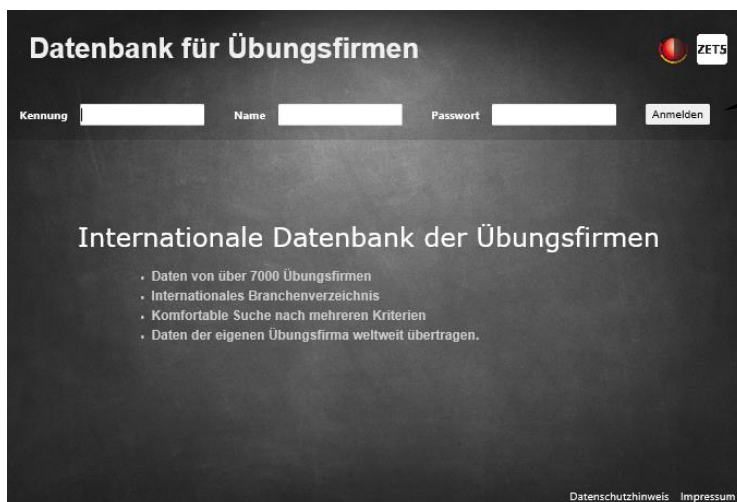 Datenbank für Übungsfirmen
ZETS
Kennung Name Passwort Anmelden
Internationale Datenbank der Übungsfirmen
• Daten von über 7000 Übungsfirmen
• Internationales Branchenverzeichnis
• Komfortable Suche nach mehreren Kriterien
• Daten der eigenen Übungsfirma weltweit übertragen.
Datenschutzhinweis Impressum